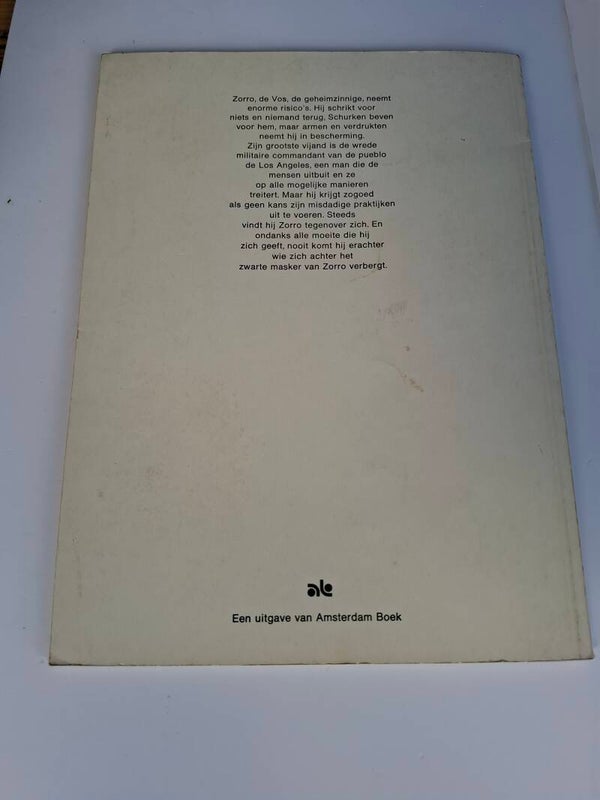 Zorro, de Vos, de geheimzinnige, neemt
enorme risico's. Hij schrikt voor
niets en niemand terug, Schurken beven
voor hem, maar armen en verdrukten
neemt hij in bescherming.
Zijn grootste vijand is de wrede
militaire commandant van de pueblo
de Los Angeles, een man die de
mensen uitbuit en ze
op alle mogelijke manieren
treitert. Maar hij krijgt zogoed
als geen kans zijn misdadige praktijken
uit te voeren. Steeds
vindt hij Zorro tegenover zich. En
ondanks alle moeite die hij
zich geeft, nooit komt hij erachter
wie zich achter het
zwarte masker van Zorro verbergt.
ab
Een uitgave van Amsterdam Boek